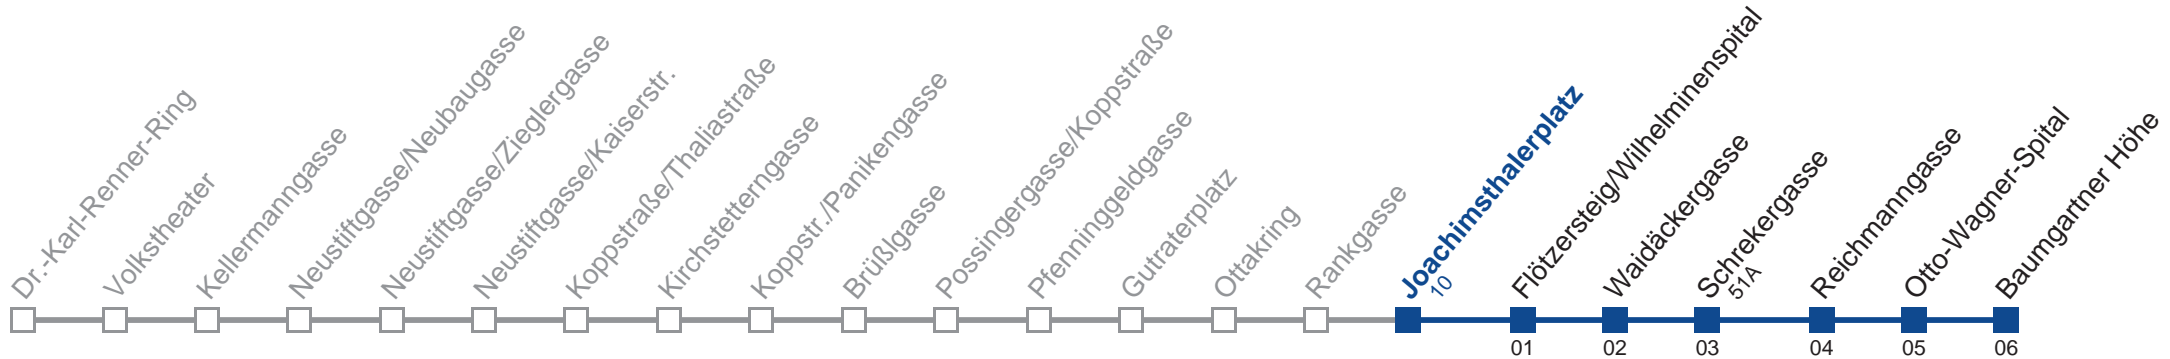 Dr.-Karl-Renner-Ring
Volkstheater
Kellermanngasse
Neustiftgasse/Neubaugasse
Neustiftgasse/Zieglergasse
Neustiftgasse/Kaiserstr.
Koppstraße/Thaliastraße
Kirchstetterngasse
Koppstr./Panikengasse
Brüßlgasse
Possingergasse/Koppstraße
Pfenninggeldgasse
Gutraterplatz
Ottakring
Rankgasse
Joachimsthalerplatz
10
Flötzersteig/Wilhelminenspital
Waidäckergasse
Schrekergasse
51A
Reichmanngasse
Otto-Wagner-Spital
Baumgartner Höhe
01 02 03 04 05 06